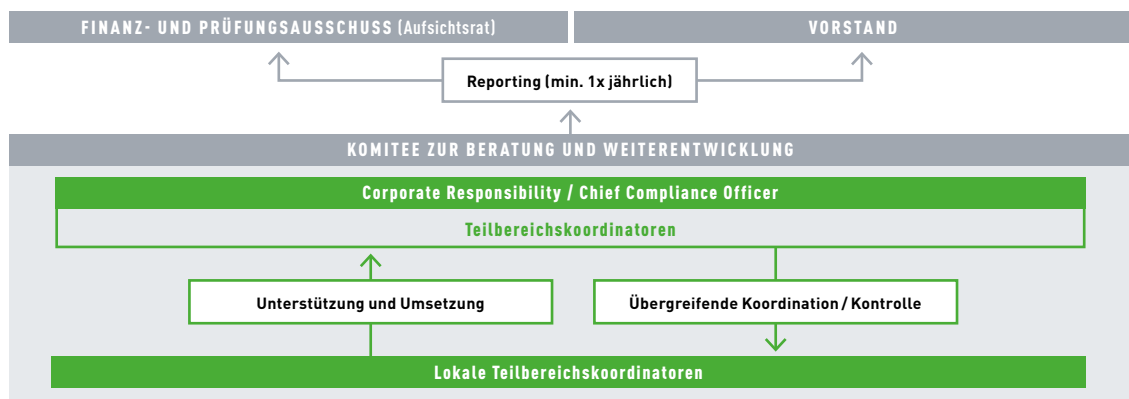 FINANZ- UND PRÜFUNGSAUSSCHUSS (Aufsichtsrat)
VORSTAND
Reporting (min. 1x jährlich)
KOMITEE ZUR BERATUNG UND WEITERENTWICKLUNG
Corporate Responsibility / Chief Compliance Officer
Teilbereichskoordinatoren
Unterstützung und Umsetzung
Übergreifende Koordination / Kontrolle
Lokale Teilbereichskoordinatoren